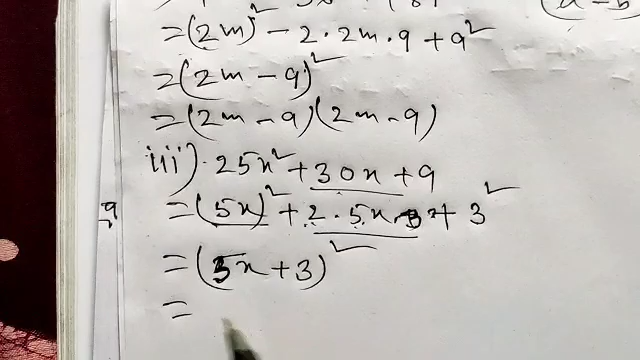 =(2m)² - 2·2m·9 + 9²
=(2m - 9)²
=(2m - 9)(2m - 9)
iii) 25x² + 30x + 9
=(5x)² + 2·5x·3 + 3²
=(5x + 3)²
=